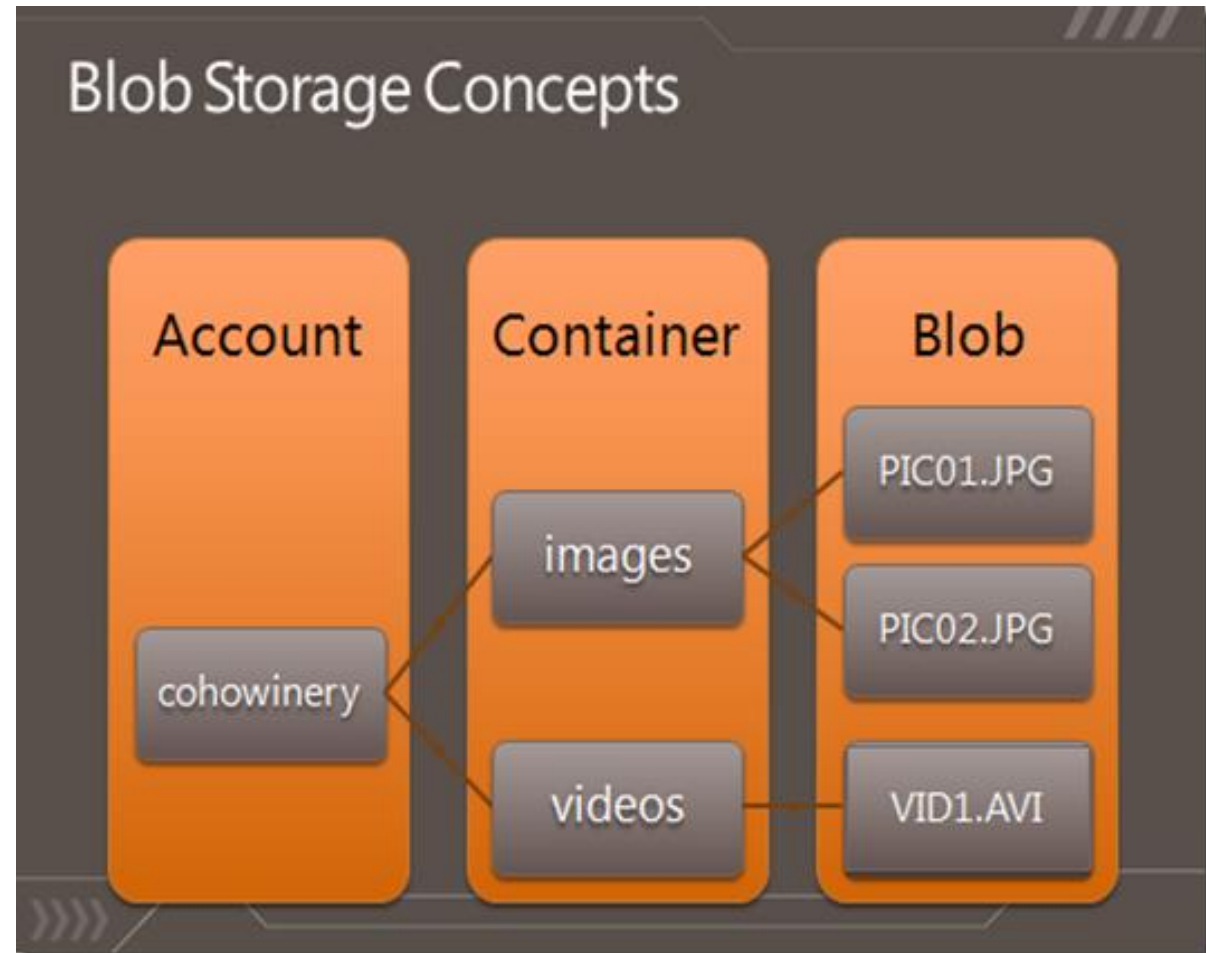 Blob Storage Concepts
Account
Container
Blob
cohowinery
images
videos
PIC01.JPG
PIC02.JPG
VID1.AVI